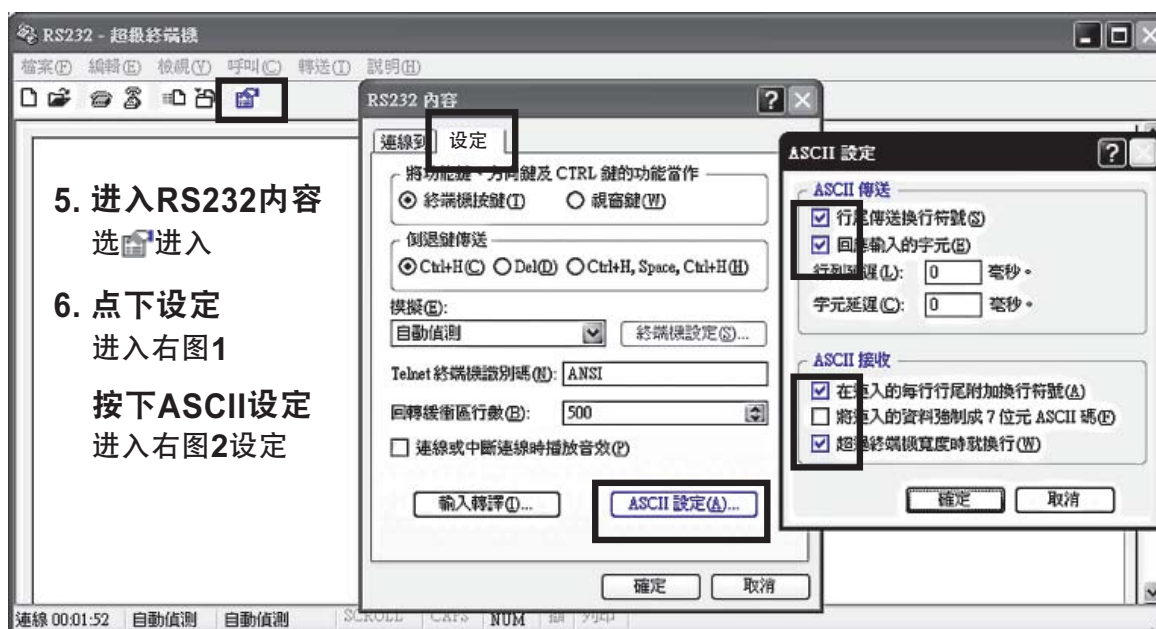 RS232 - 超級終端機
檔案(F) 編輯(E) 檢視(V) 呼叫(C) 轉送(T) 說明(H)
5. 进入RS232内容
选进入
6. 点下设定
进入右图1
按下ASCII设定
进入右图2设定
RS232 內容
連線到 设定
將功能鍵、方向鍵及 CTRL 鍵的功能當作
終端機按鍵(T) 視窗鍵(W)
倒退鍵傳送
Ctrl+H(C) Del(D) Ctrl+H, Space, Ctrl+H(H)
模擬(E):
自動偵測 終端機設定(S)...
Telnet 終端機識別碼(N): ANSI
回轉緩衝區行數(B): 500
連線或中斷連線時播放音效(P)
輸入轉譯(I)... ASCII 設定(A)...
確定 取消
ASCII 設定
ASCII 傳送
行尾傳送換行符號(S)
回應輸入的字元(E)
行列延遲(L): 0 毫秒。
字元延遲(C): 0 毫秒。
ASCII 接收
在連入的每行行尾附加換行符號(A)
將連入的資料強制成 7 位元 ASCII 碼(F)
超過終端機寬度時就換行(W)
確定 取消
連線 00:01:52 自動偵測 自動偵測 SCROLL CAPS NUM 擷 列印